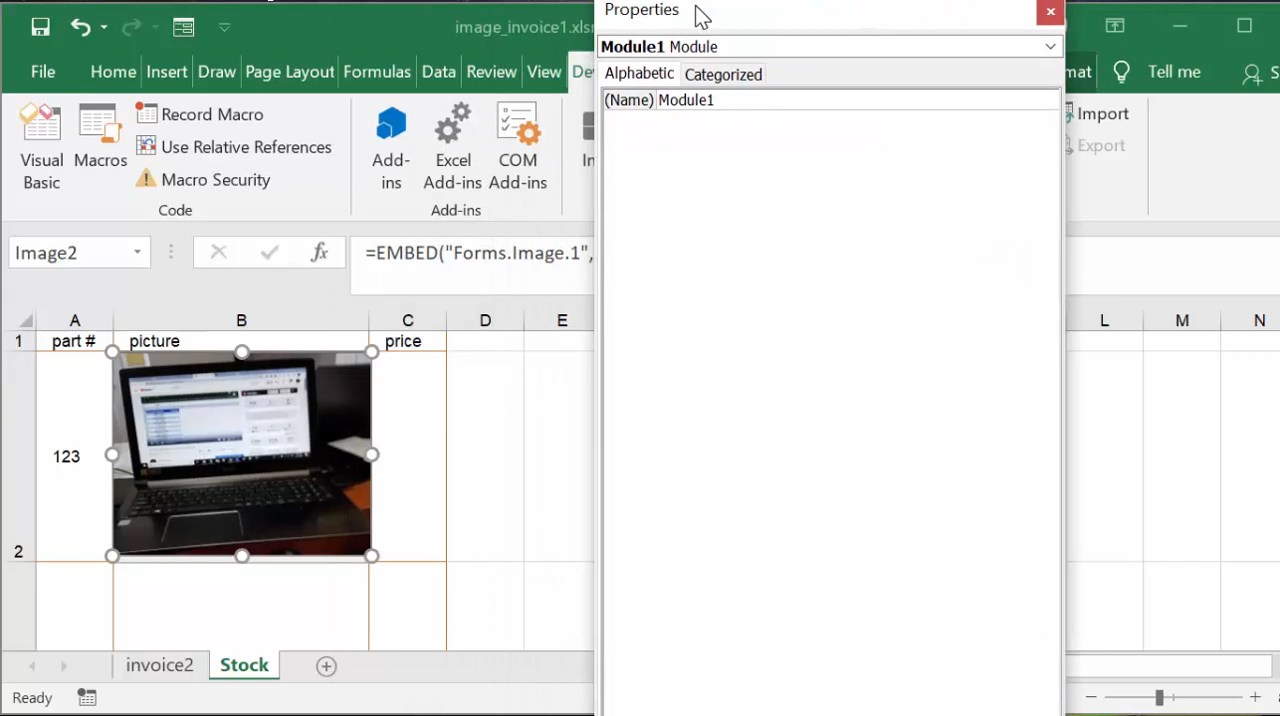 Properties
image_invoice1.xlsm
Module1 Module
File Home Insert Draw Page Layout Formulas Data Review View Tell me
Alphabetic Categorized
(Name) Module1
Visual Basic
Macros
Record Macro
Use Relative References
Macro Security
Code
Add-ins
Excel Add-ins
COM Add-ins
Add-ins
Import
Export
Image2 fx =EMBED("Forms.Image.1",
A B C D E L M N
1 part # picture price
123
2
invoice2 Stock
Ready